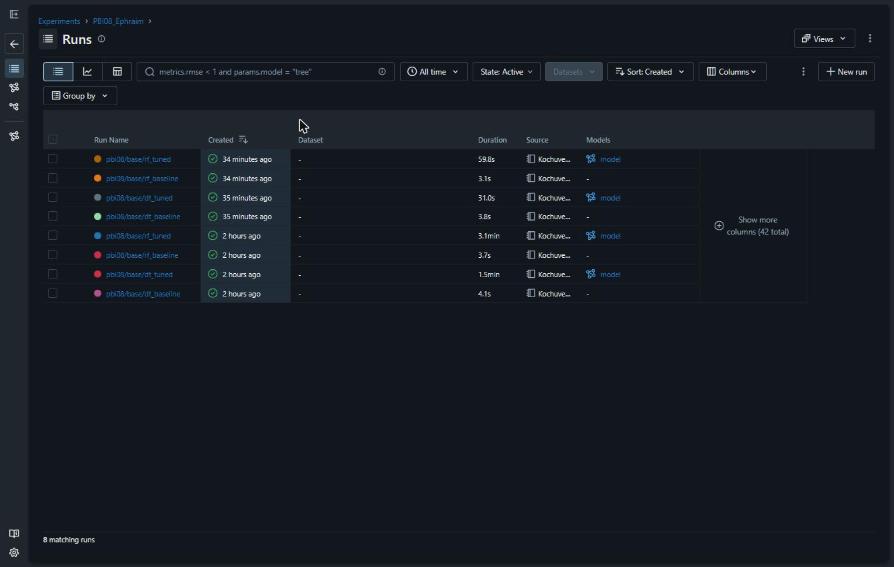 Experiments > PBI08_Ephraim >
Runs
Views
metrics.rmse < 1 and params.model = "tree"
All time
State: Active
Datasets
Sort: Created
Columns
New run
Group by
Run Name Created Dataset Duration Source Models
pbi08/base/rf_tuned 34 minutes ago - 59.8s Kochuve... model
pbi08/base/rf_baseline 34 minutes ago - 3.1s Kochuve... -
pbi08/base/dt_tuned 35 minutes ago - 31.0s Kochuve... model
pbi08/base/dt_baseline 35 minutes ago - 3.8s Kochuve... -
pbi08/base/rf_tuned 2 hours ago - 3.1min Kochuve... model
pbi08/base/rf_baseline 2 hours ago - 3.7s Kochuve... -
pbi08/base/dt_tuned 2 hours ago - 1.5min Kochuve... model
pbi08/base/dt_baseline 2 hours ago - 4.1s Kochuve... -
Show more
columns (42 total)
8 matching runs